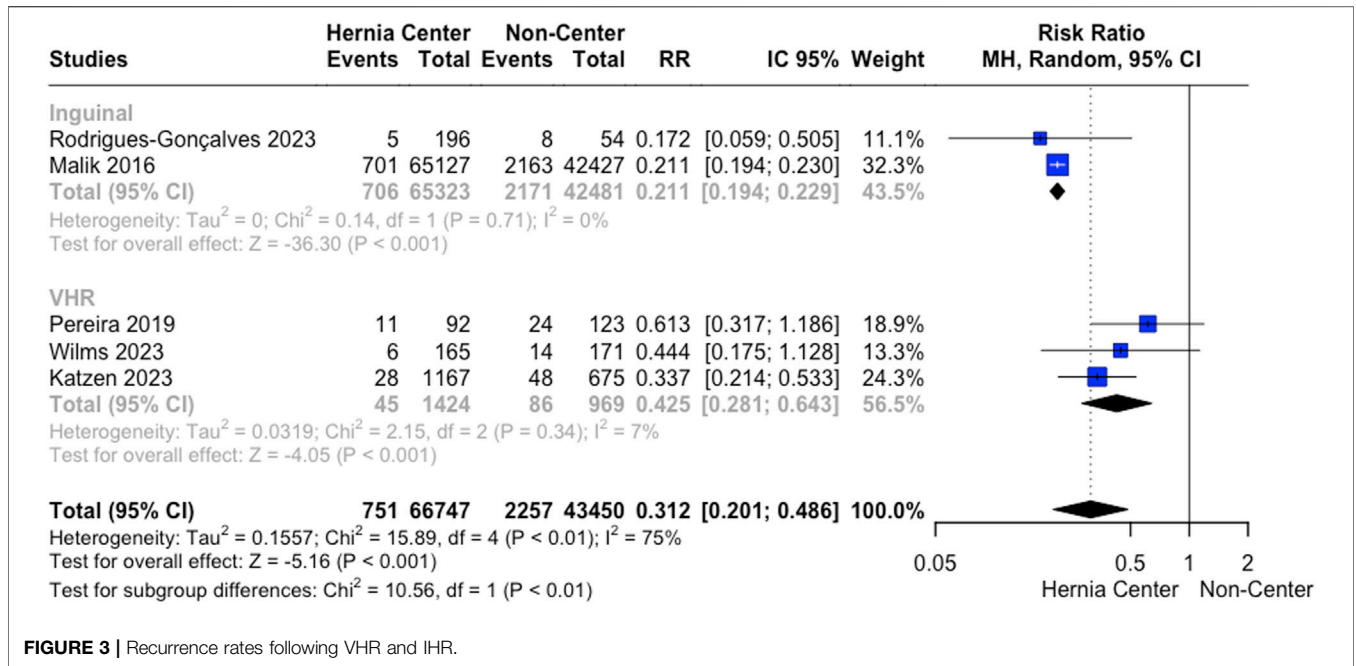 Hernia Center Non-Center Risk Ratio
Studies Events Total Events Total RR IC 95% Weight MH, Random, 95% CI
Inguinal
Rodrigues-Gonçalves 2023 5 196 8 54 0.172 [0.059; 0.505] 11.1%
Malik 2016 701 65127 2163 42427 0.211 [0.194; 0.230] 32.3%
Total (95% CI) 706 65323 2171 42481 0.211 [0.194; 0.229] 43.5%
Heterogeneity: Tau² = 0; Chi² = 0.14, df = 1 (P = 0.71); I² = 0%
Test for overall effect: Z = -36.30 (P < 0.001)
VHR
Pereira 2019 11 92 24 123 0.613 [0.317; 1.186] 18.9%
Wilms 2023 6 165 14 171 0.444 [0.175; 1.128] 13.3%
Katzen 2023 28 1167 48 675 0.337 [0.214; 0.533] 24.3%
Total (95% CI) 45 1424 86 969 0.425 [0.281; 0.643] 56.5%
Heterogeneity: Tau² = 0.0319; Chi² = 2.15, df = 2 (P = 0.34); I² = 7%
Test for overall effect: Z = -4.05 (P < 0.001)
Total (95% CI) 751 66747 2257 43450 0.312 [0.201; 0.486] 100.0%
Heterogeneity: Tau² = 0.1557; Chi² = 15.89, df = 4 (P < 0.01); I² = 75%
Test for overall effect: Z = -5.16 (P < 0.001) 0.05 0.5 1 2
Test for subgroup differences: Chi² = 10.56, df = 1 (P < 0.01) Hernia Center Non-Center
FIGURE 3 | Recurrence rates following VHR and IHR.